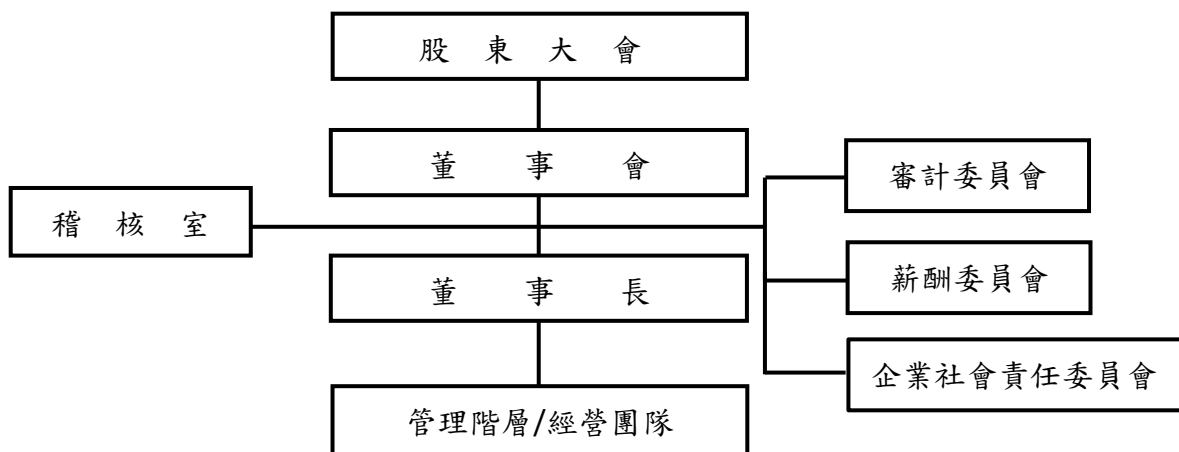 股東大會
董事會
審計委員會
稽核室
薪酬委員會
董事長
企業社會責任委員會
管理階層/經營團隊